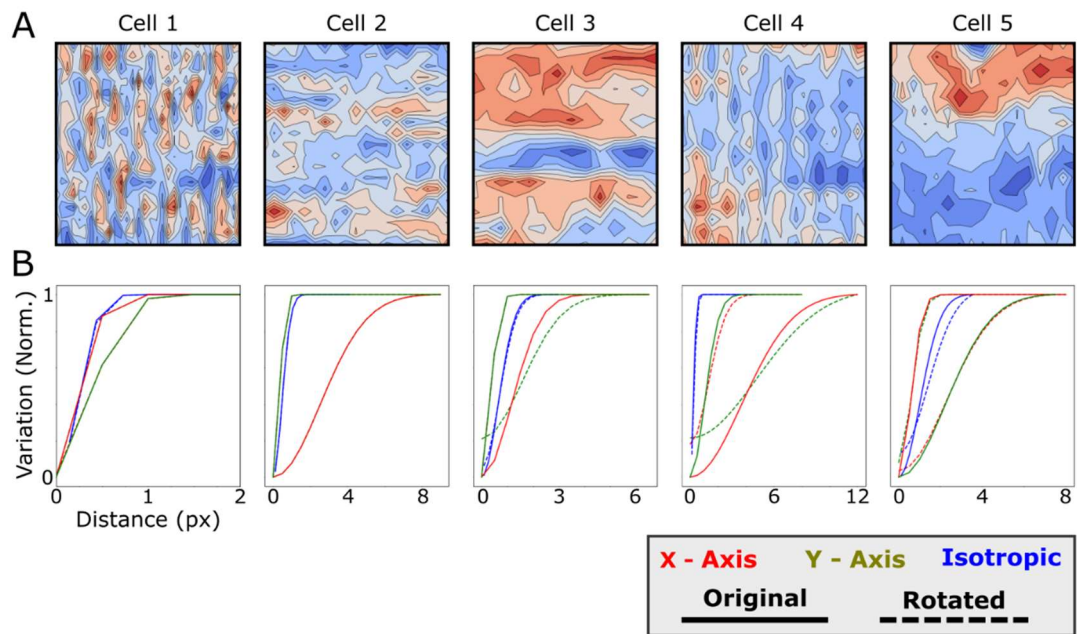 A
Cell 1 Cell 2 Cell 3 Cell 4 Cell 5
B
Variation (Norm.)
1
0
0 1 2 0 4 8 0 3 6 0 6 12 0 4 8
Distance (px)
X - Axis Y - Axis Isotropic
Original Rotated